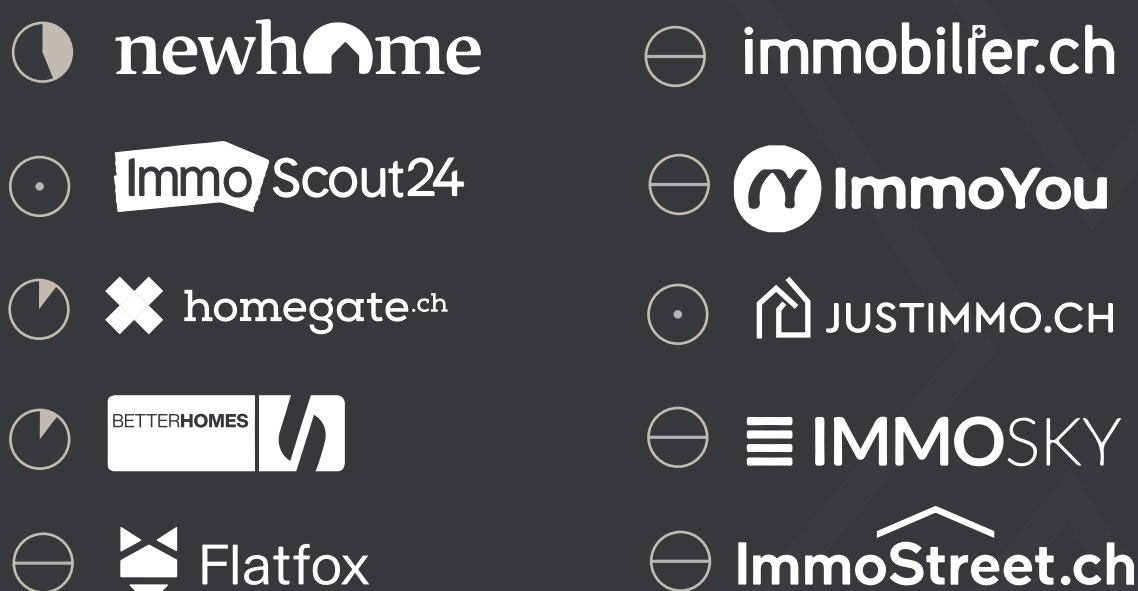 newhome
ImmoScout24
homegate.ch
BETTERHOMES
Flatfox
immobilier.ch
ImmoYou
JUSTIMMO.CH
IMMOSKY
ImmoStreet.ch